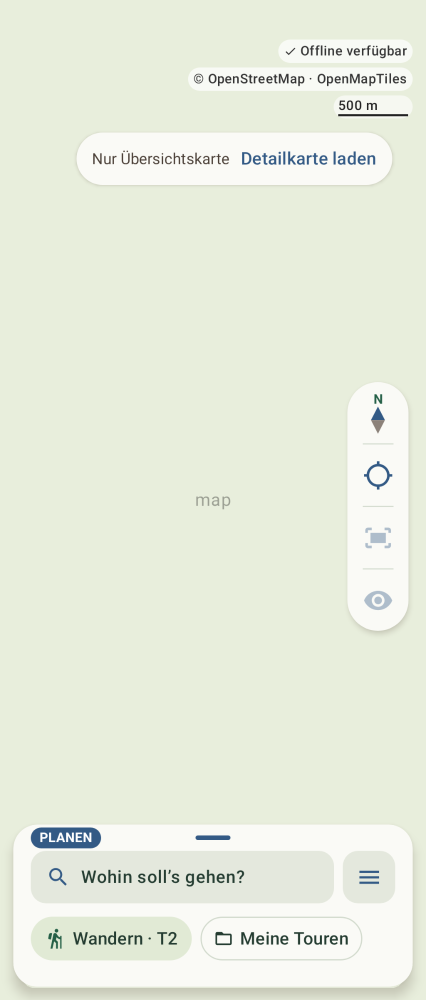 ✓ Offline verfügbar
© OpenStreetMap · OpenMapTiles
500 m
Nur Übersichtskarte Detailkarte laden
N
map
PLANEN
Wohin soll’s gehen?
Wandern · T2 Meine Touren